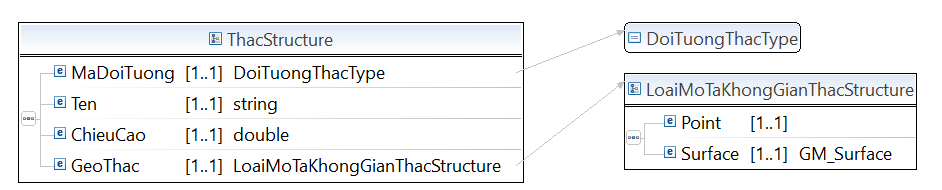 ThacStructure
MaDoiTuong [1..1] DoiTuongThacType
Ten [1..1] string
ChieuCao [1..1] double
GeoThac [1..1] LoaiMoTaKhongGianThacStructure
DoiTuongThacType
LoaiMoTaKhongGianThacStructure
Point [1..1]
Surface [1..1] GM_Surface